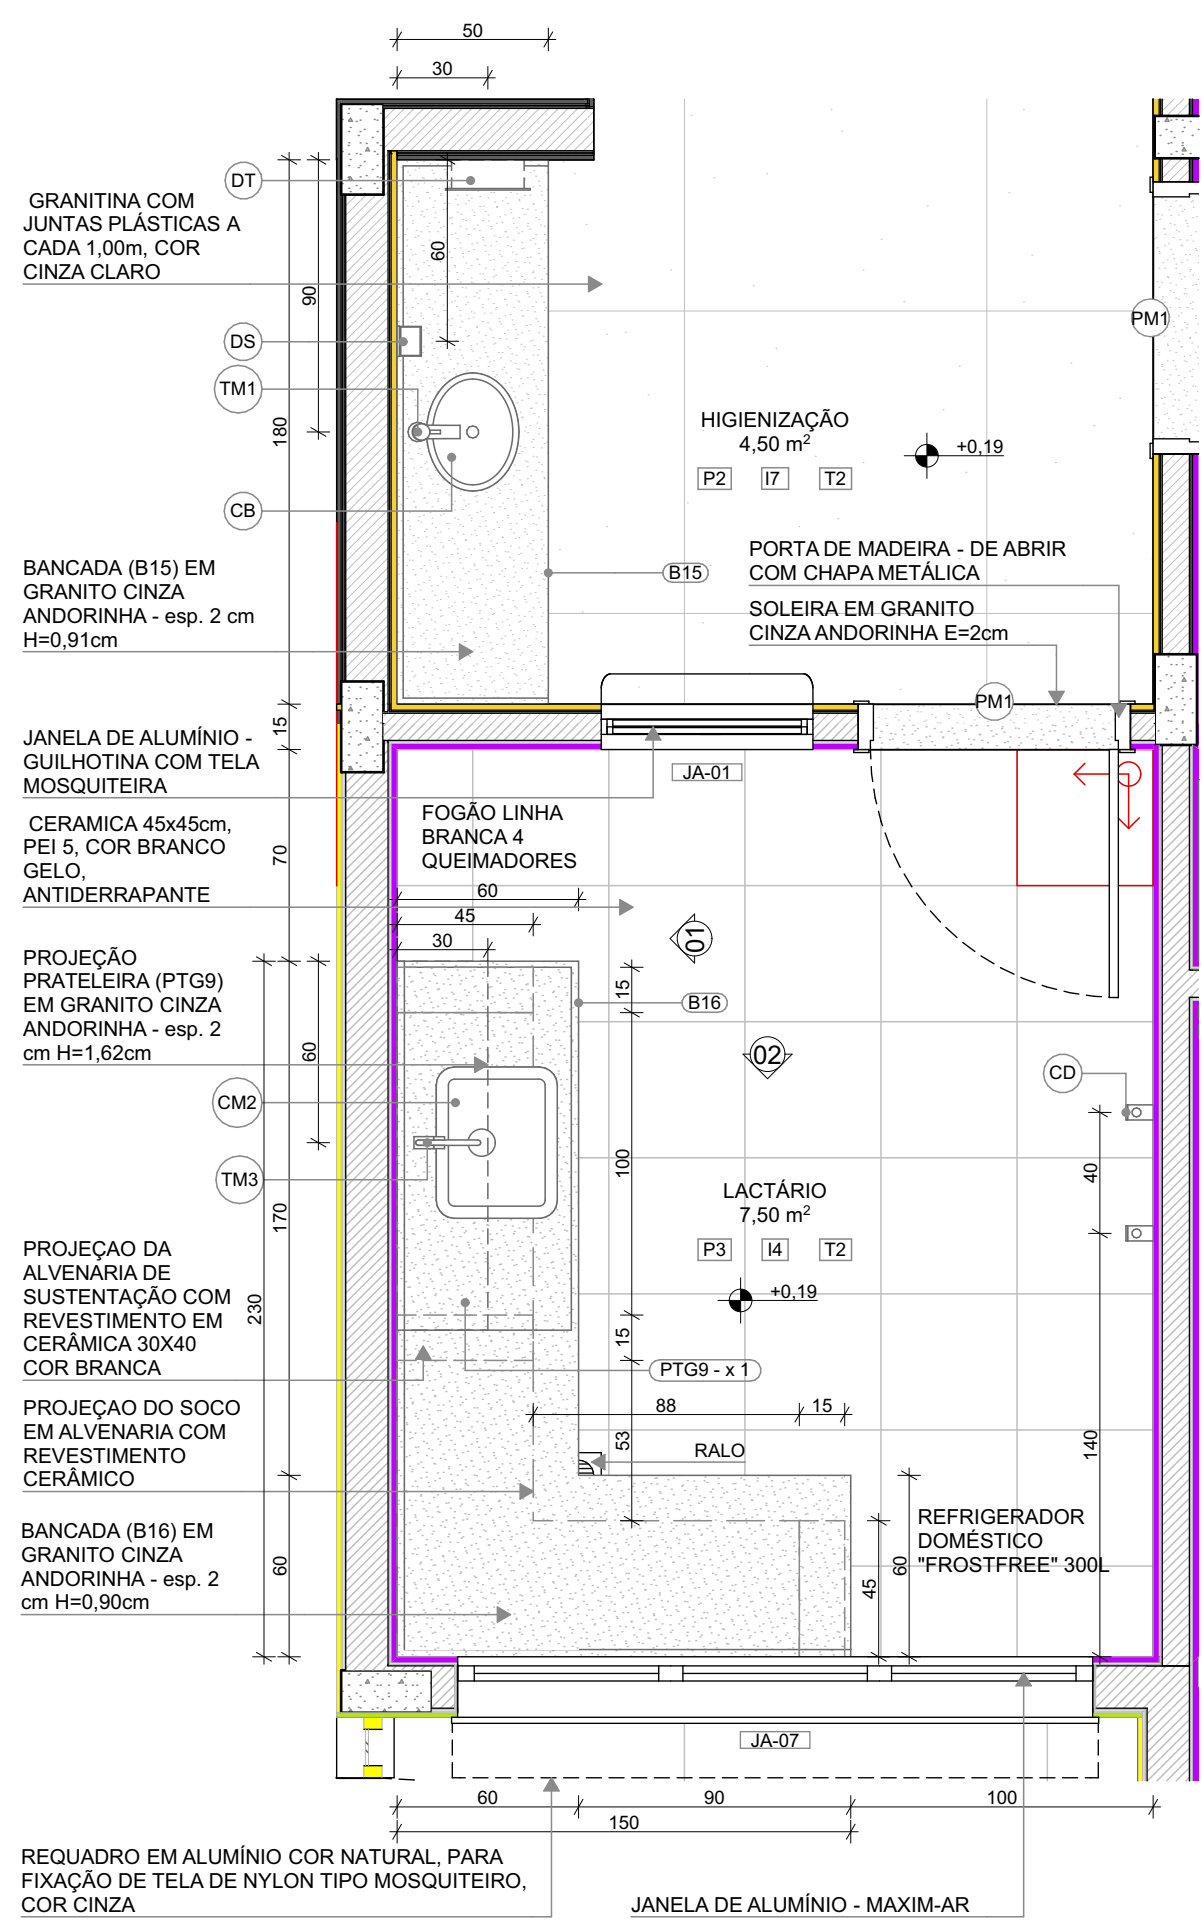 50
30
DT
GRANITINA COM
JUNTAS PLÁSTICAS A
CADA 1,00m, COR
CINZA CLARO
60
90
PM1
DS
TM1
180
HIGIENIZAÇÃO
4,50 m²
+0,19
P2 I7 T2
CB
BANCADA (B15) EM
GRANITO CINZA
ANDORINHA - esp. 2 cm
H=0,91cm
B15
PORTA DE MADEIRA - DE ABRIR
COM CHAPA METÁLICA
SOLEIRA EM GRANITO
CINZA ANDORINHA E=2cm
PM1
15
JANELA DE ALUMÍNIO -
GUILHOTINA COM TELA
MOSQUITEIRA
JA-01
CERAMICA 45x45cm,
PEI 5, COR BRANCO
GELO,
ANTIDERRAPANTE
70
FOGÃO LINHA
BRANCA 4
QUEIMADORES
60
45
30
01
PROJEÇÃO
PRATELEIRA (PTG9)
EM GRANITO CINZA
ANDORINHA - esp. 2
cm H=1,62cm
15
B16
60
02
CD
CM2
TM3
100
40
LACTÁRIO
7,50 m²
P3 I4 T2
+0,19
170
PROJEÇAO DA
ALVENARIA DE
SUSTENTAÇÃO COM
REVESTIMENTO EM
CERÂMICA 30X40
COR BRANCA
230
15
PTG9 - x 1
PROJEÇAO DO SOCO
EM ALVENARIA COM
REVESTIMENTO
CERÂMICO
88
15
53
RALO
140
BANCADA (B16) EM
GRANITO CINZA
ANDORINHA - esp. 2
cm H=0,90cm
60
45
60
REFRIGERADOR
DOMÉSTICO
"FROSTFREE" 300L
JA-07
60
90
100
150
REQUADRO EM ALUMÍNIO COR NATURAL, PARA
FIXAÇÃO DE TELA DE NYLON TIPO MOSQUITEIRO,
COR CINZA
JANELA DE ALUMÍNIO - MAXIM-AR